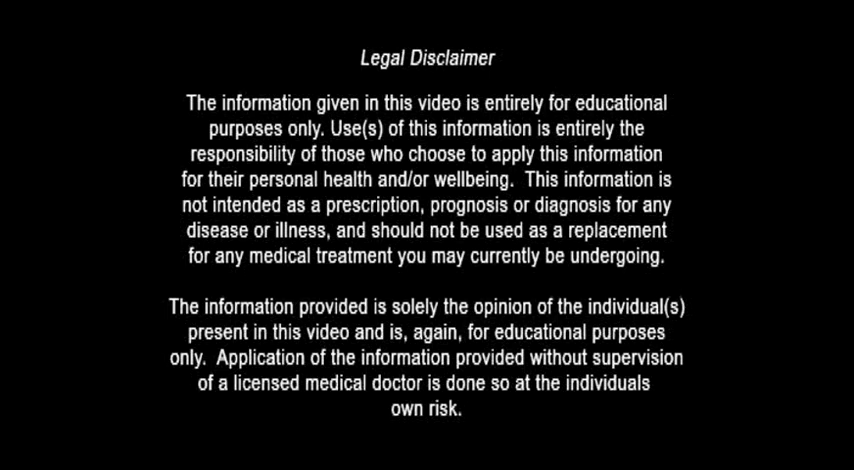 Legal Disclaimer
The information given in this video is entirely for educational
purposes only. Use(s) of this information is entirely the
responsibility of those who choose to apply this information
for their personal health and/or wellbeing.  This information is
not intended as a prescription, prognosis or diagnosis for any
disease or illness, and should not be used as a replacement
for any medical treatment you may currently be undergoing.
The information provided is solely the opinion of the individual(s)
present in this video and is, again, for educational purposes
only.  Application of the information provided without supervision
of a licensed medical doctor is done so at the individuals
own risk.